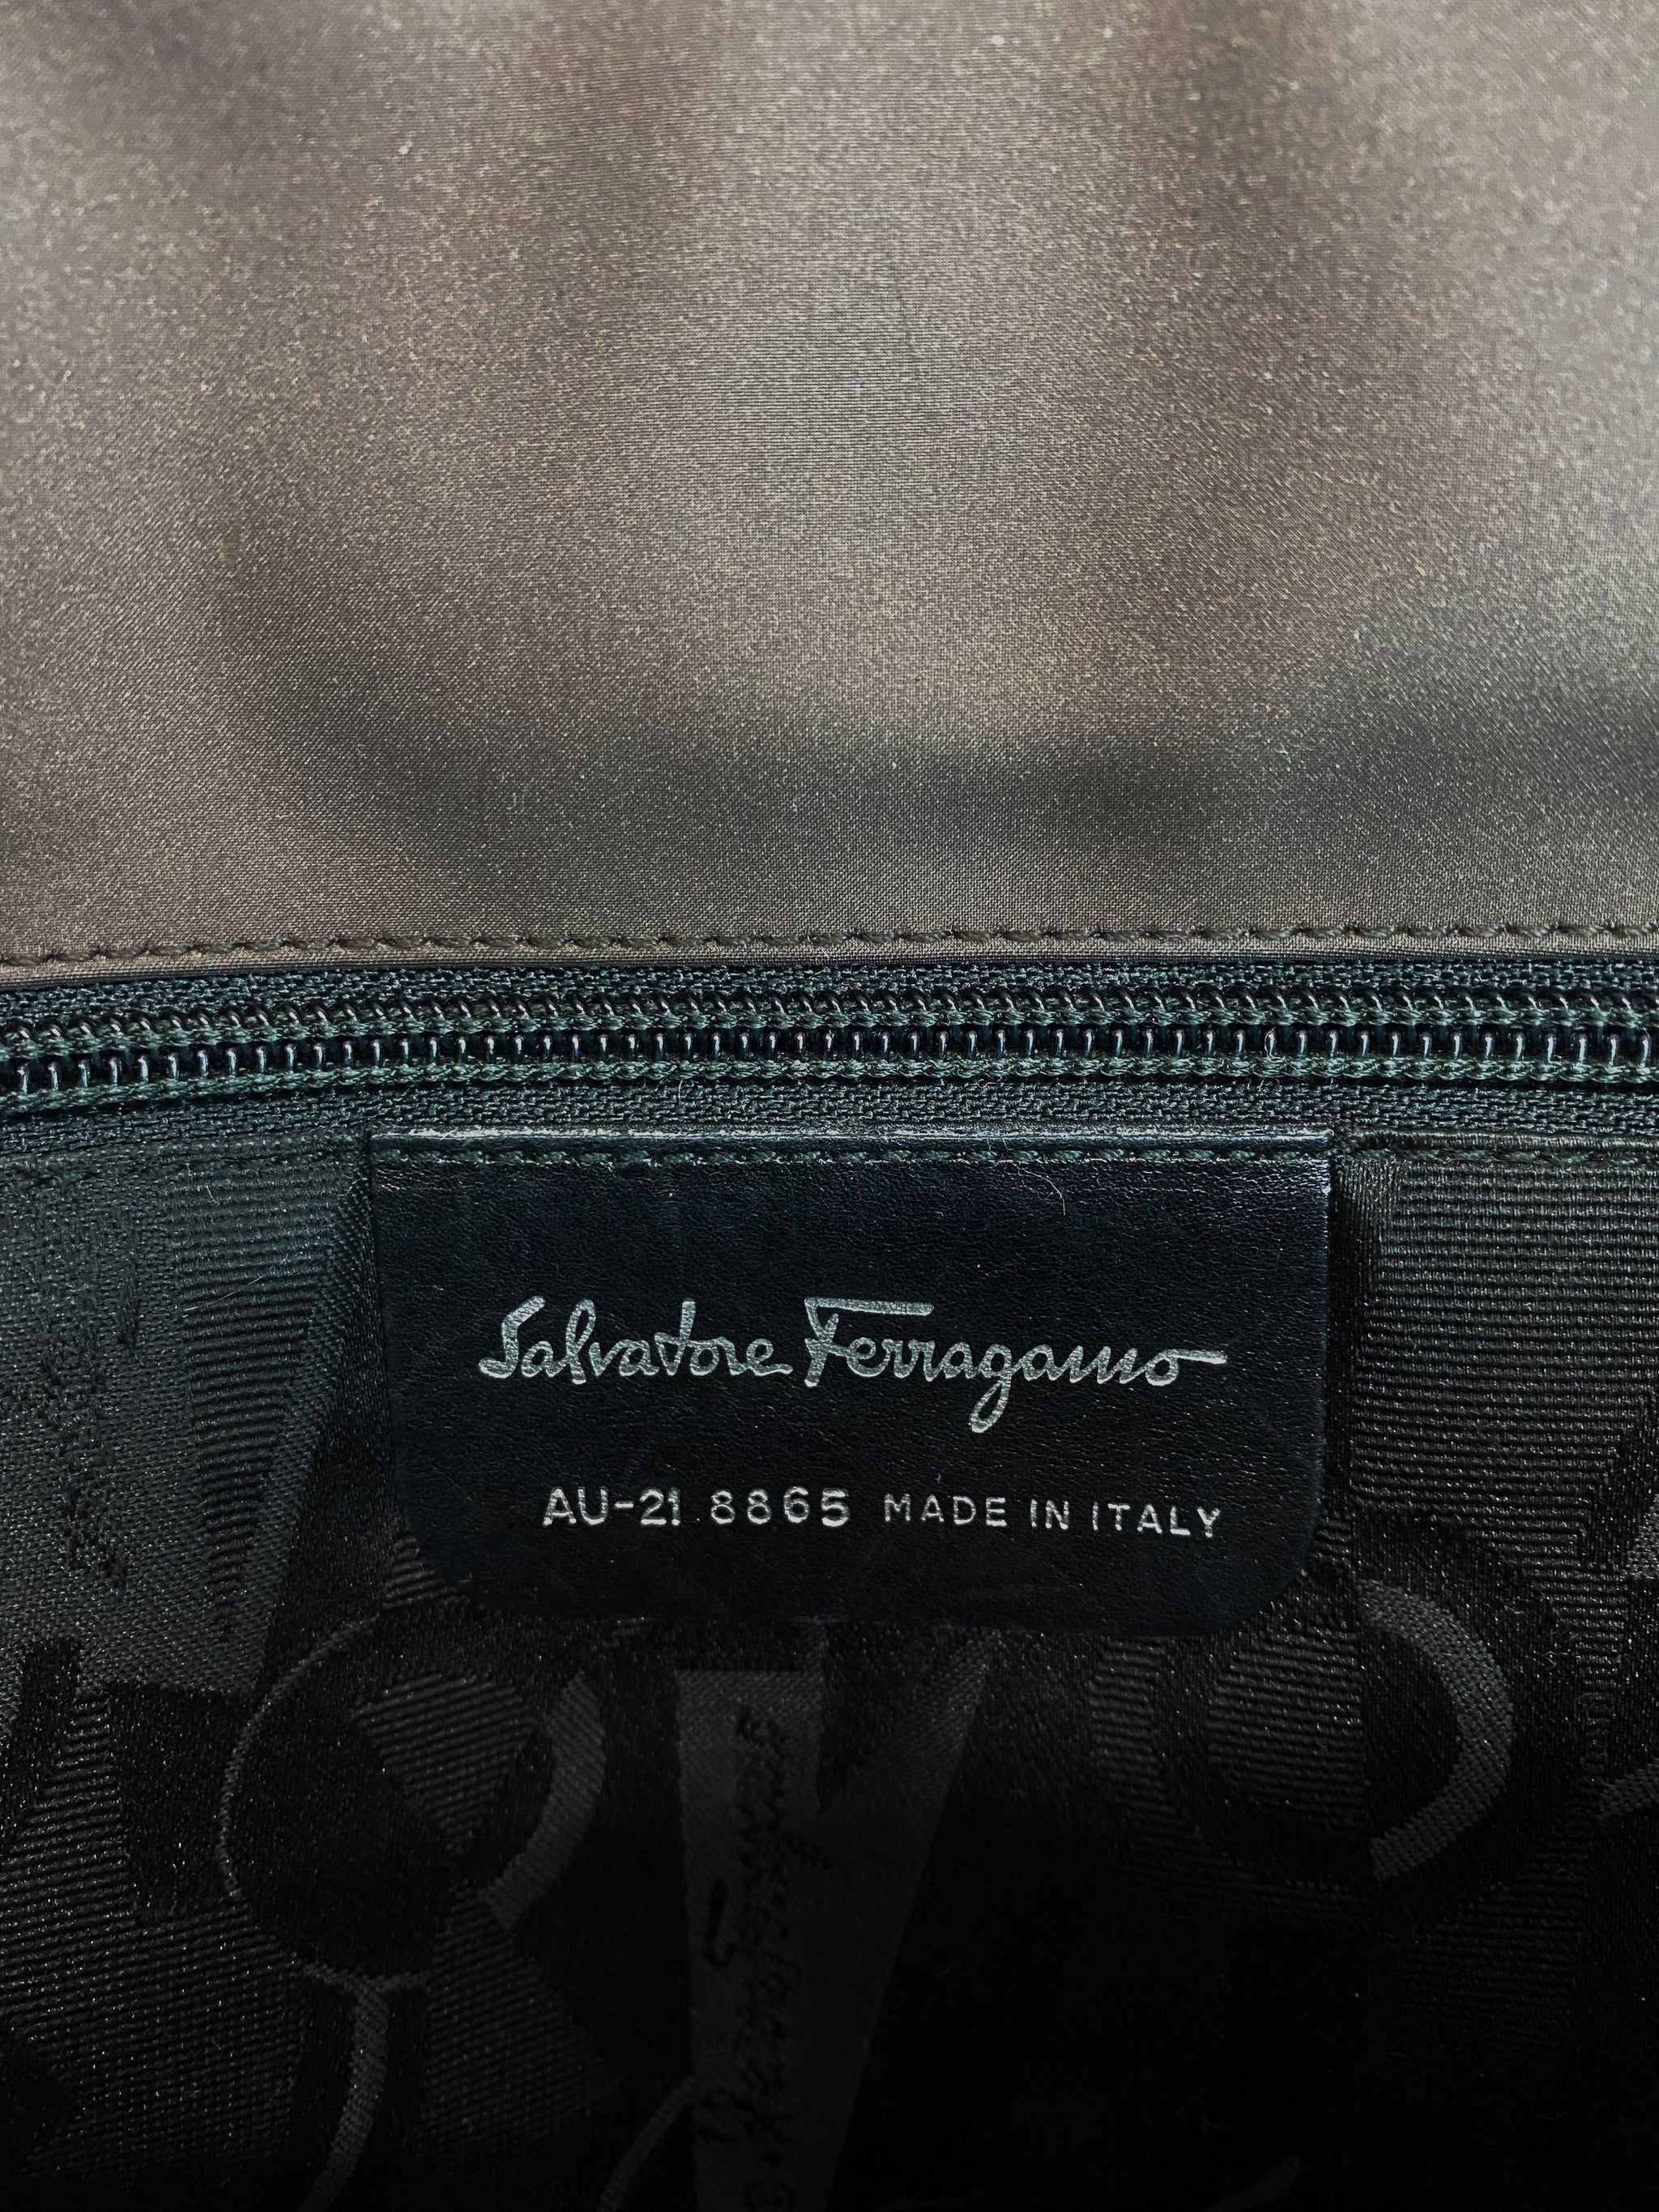 Salvatore Ferragamo
AU-21 8865 MADE IN ITALY